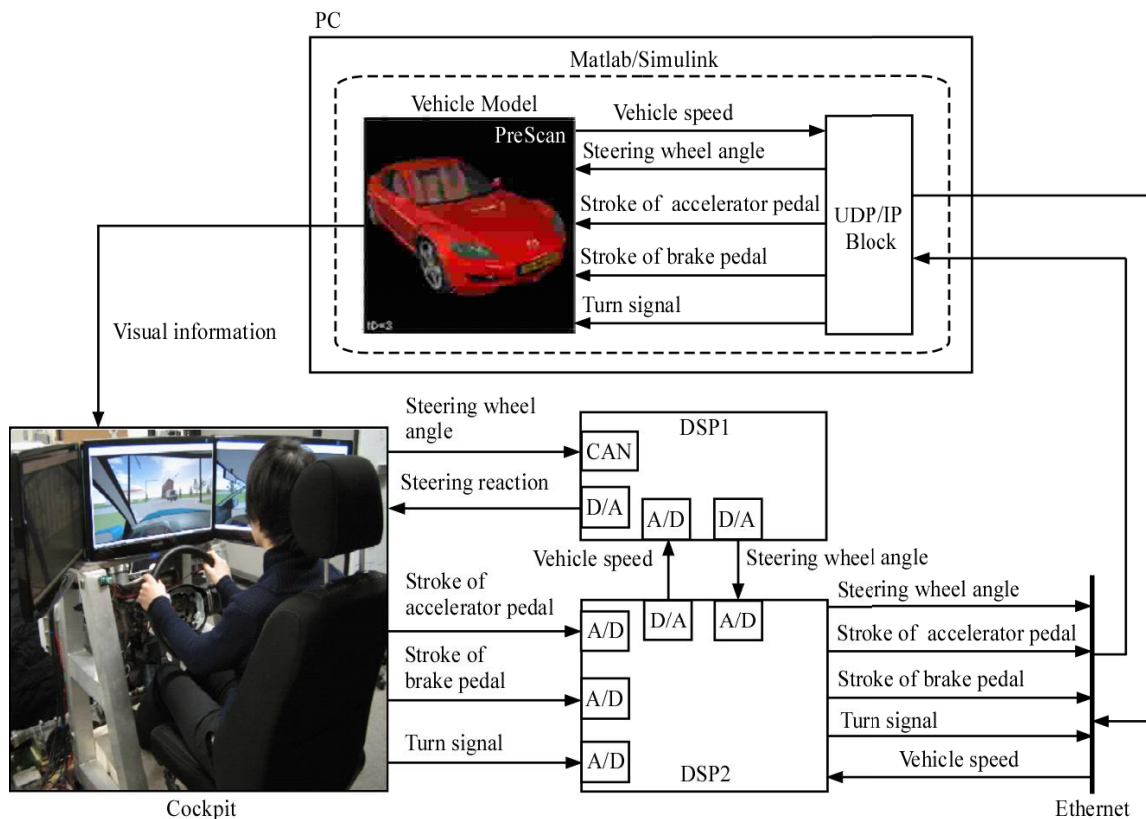 PC
Matlab/Simulink
Vehicle Model
PreScan
ID=3
Vehicle speed
Steering wheel angle
Stroke of accelerator pedal
Stroke of brake pedal
Turn signal
UDP/IP
Block
Visual information
Steering wheel
angle
Steering reaction
Stroke of
accelerator pedal
Stroke of
brake pedal
Turn signal
DSP1
CAN
D/A
A/D
D/A
Vehicle speed
Steering wheel angle
D/A
A/D
A/D
A/D
A/D
DSP2
Steering wheel angle
Stroke of accelerator pedal
Stroke of brake pedal
Turn signal
Vehicle speed
Cockpit
Ethernet